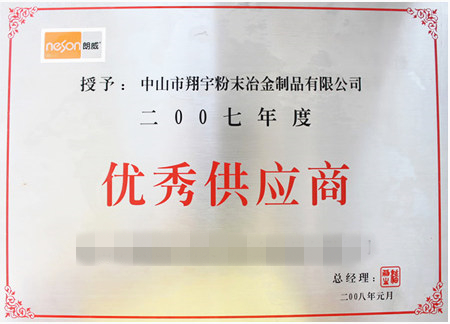 neson 朗威
授予：中山市翔宇粉末冶金制品有限公司
二００七年度
优秀供应商
总经理：
二００八年元月